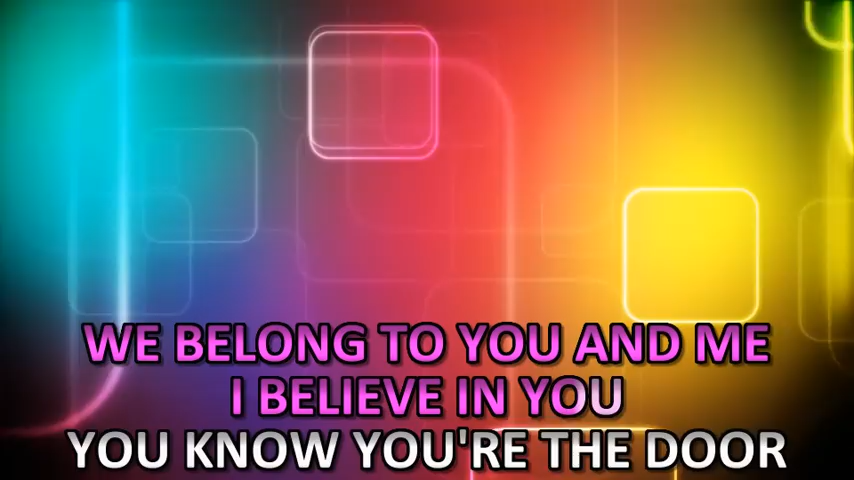 WE BELONG TO YOU AND ME
I BELIEVE IN YOU
YOU KNOW YOU'RE THE DOOR